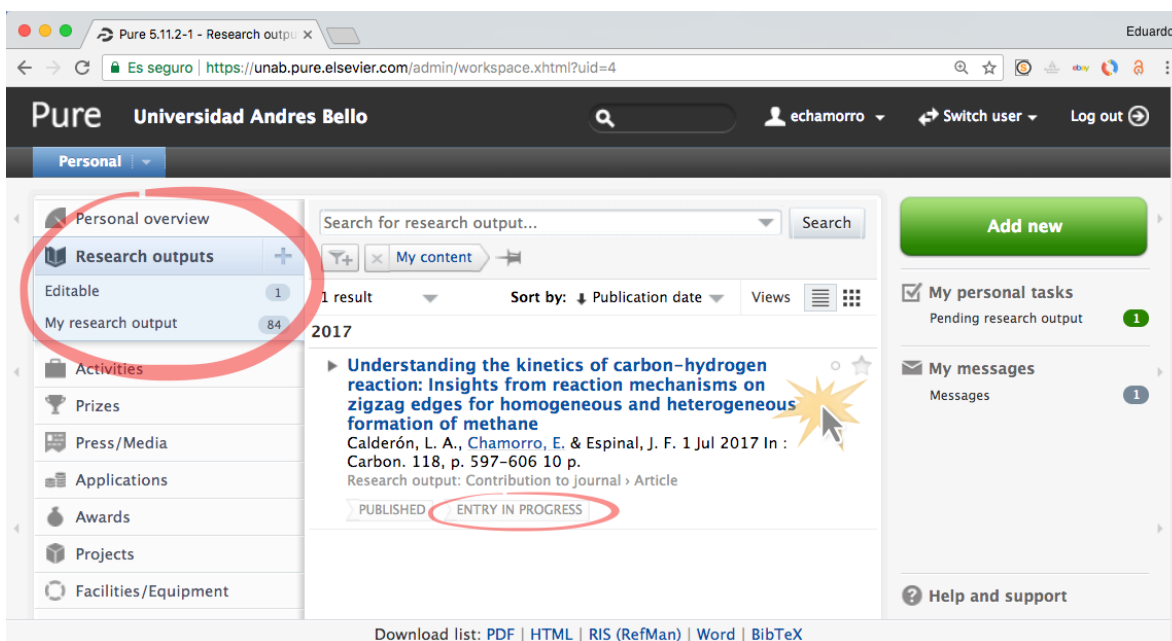 Pure 5.11.2-1 - Research outpu
Eduardo
Es seguro | https://unab.pure.elsevier.com/admin/workspace.xhtml?uid=4
ebay
Pure Universidad Andres Bello
echamorro
Switch user
Log out
Personal
Personal overview
Research outputs
Editable 1
My research output 84
Activities
Prizes
Press/Media
Applications
Awards
Projects
Facilities/Equipment
Search for research output...
Search
My content
1 result
Sort by: Publication date
Views
2017
Understanding the kinetics of carbon–hydrogen
reaction: Insights from reaction mechanisms on
zigzag edges for homogeneous and heterogeneous
formation of methane
Calderón, L. A., Chamorro, E. & Espinal, J. F. 1 Jul 2017 In :
Carbon. 118, p. 597–606 10 p.
Research output: Contribution to journal › Article
PUBLISHED
ENTRY IN PROGRESS
Add new
My personal tasks
Pending research output 1
My messages
Messages 1
Help and support
Download list: PDF | HTML | RIS (RefMan) | Word | BibTeX